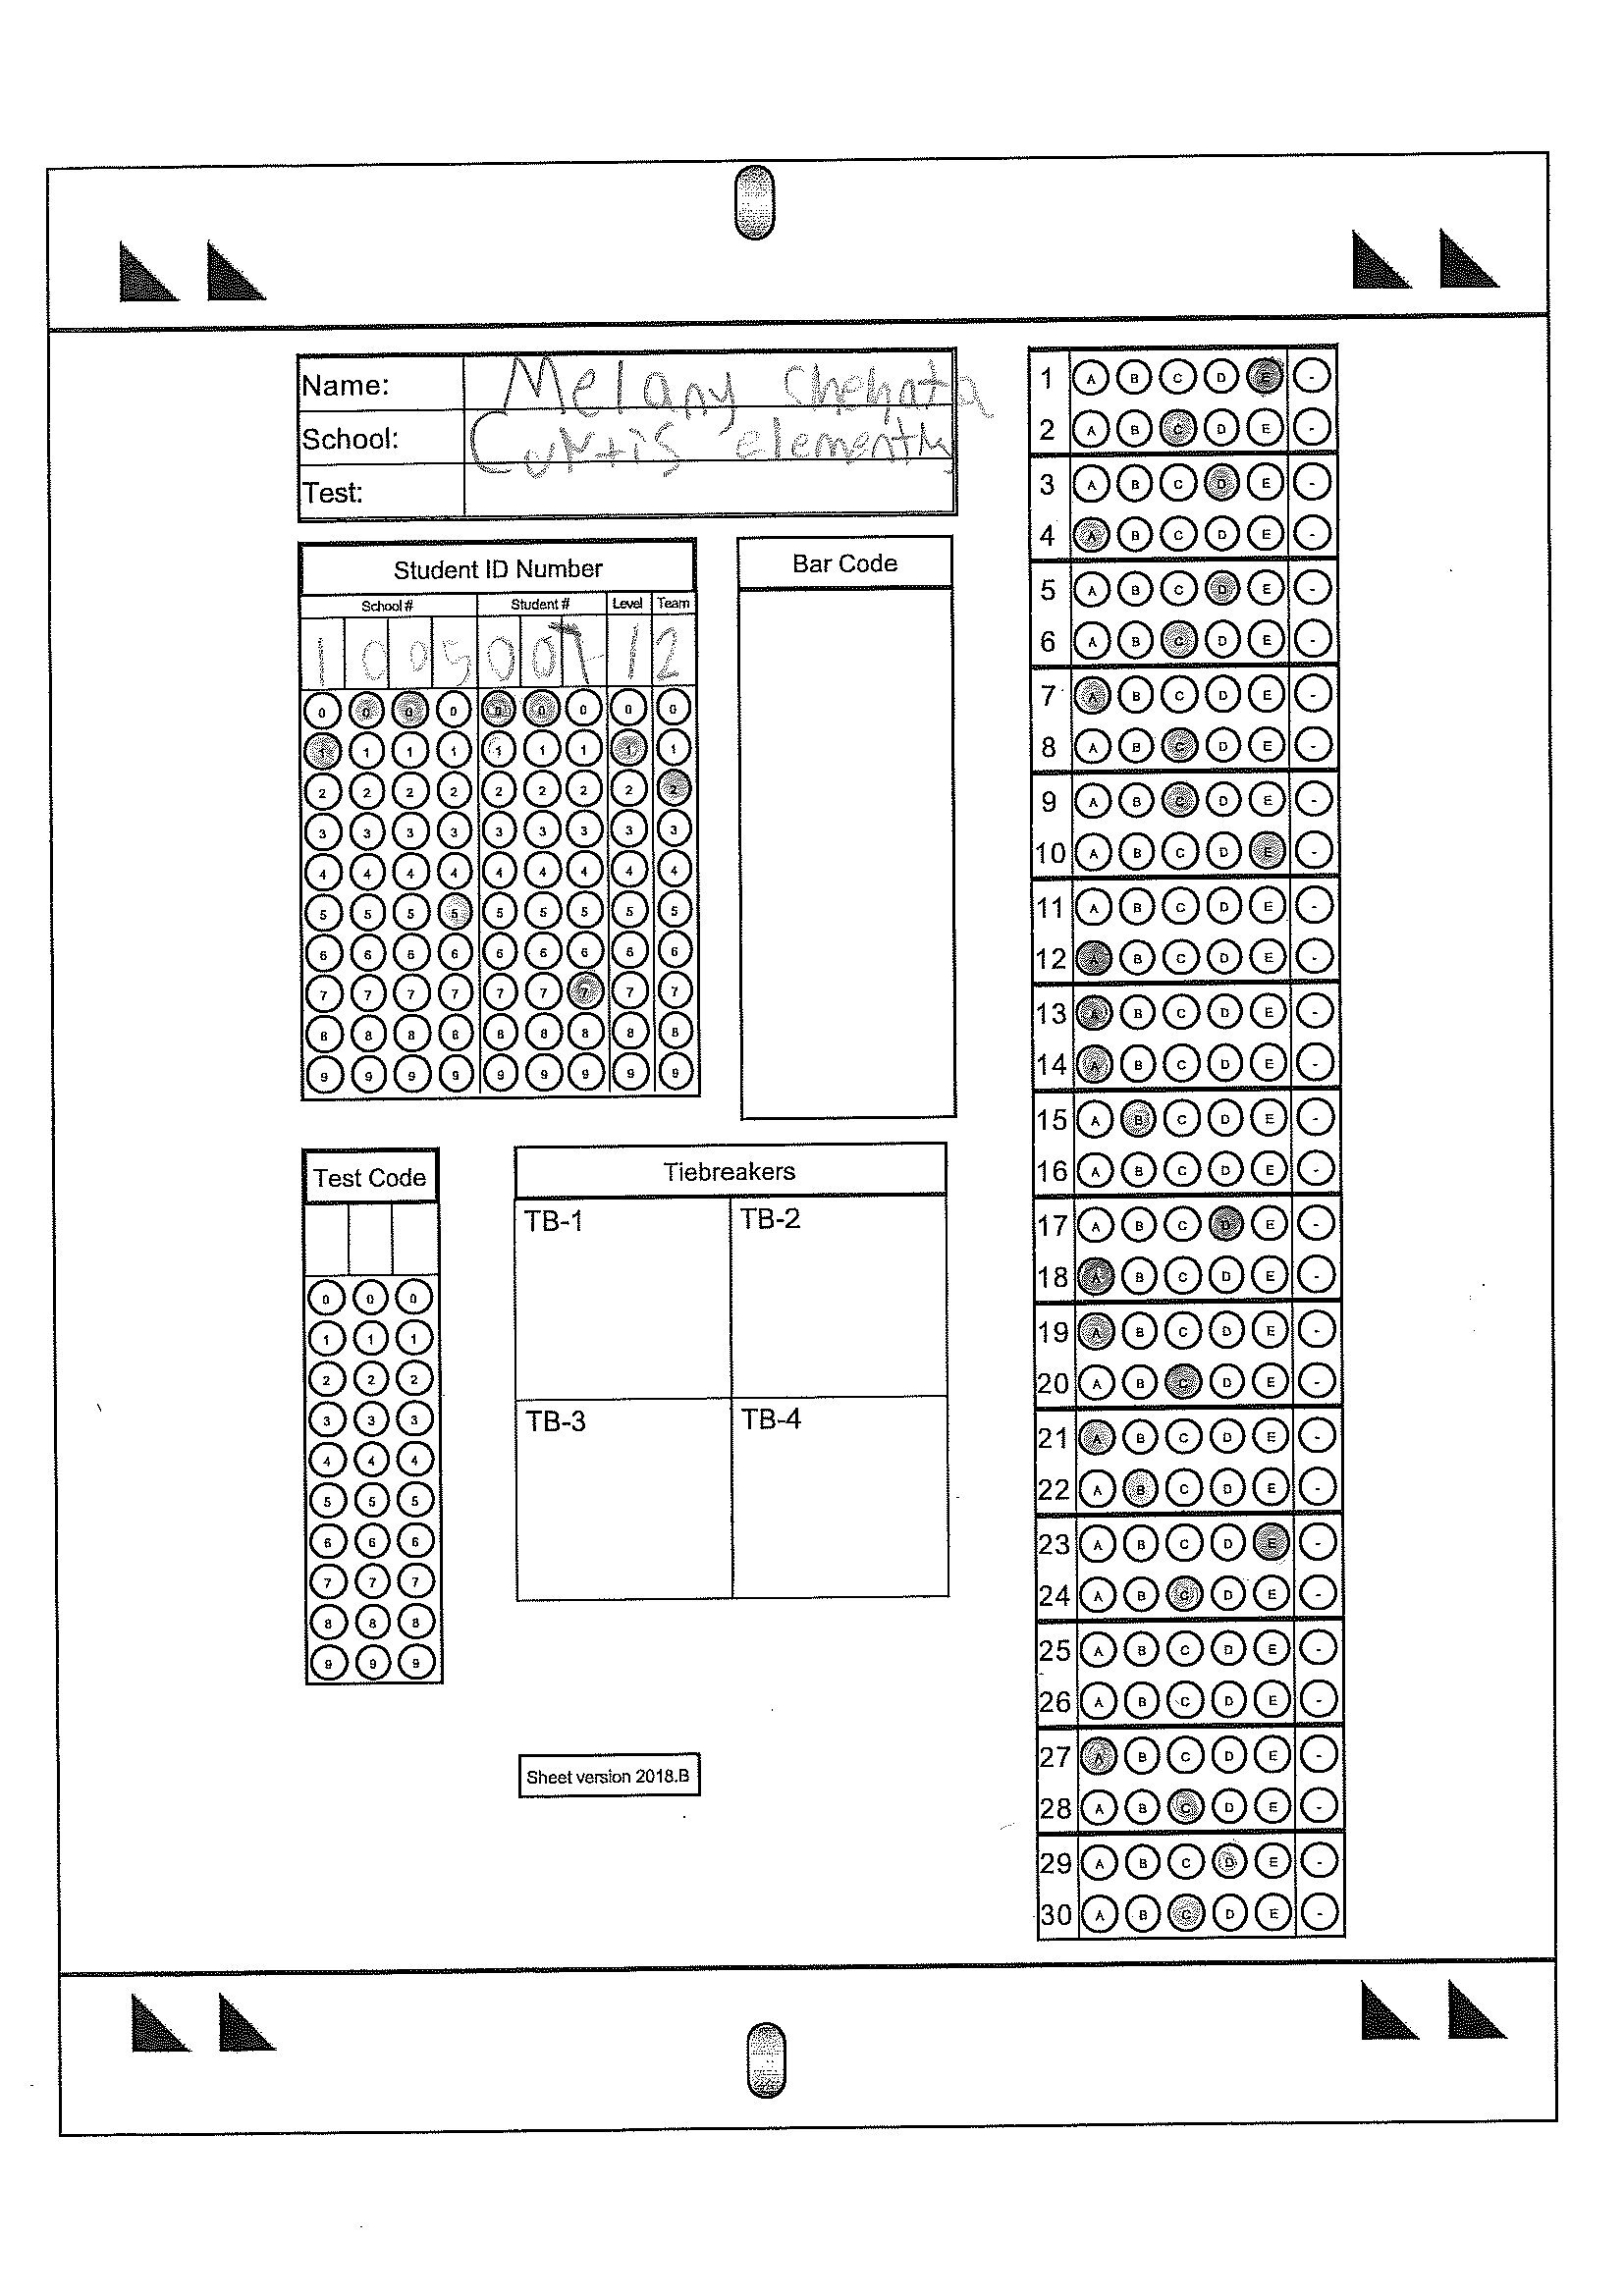 Name: Melany Shehata
School: Curtis elementry
Test:
Student ID Number
School # Student # Level Team
1 0 0 5 0 0 7 1 2
0 0 0 0 0 0 0 0 0
1 1 1 1 1 1 1 1 1
2 2 2 2 2 2 2 2 2
3 3 3 3 3 3 3 3 3
4 4 4 4 4 4 4 4 4
5 5 5 5 5 5 5 5 5
6 6 6 6 6 6 6 6 6
7 7 7 7 7 7 7 7 7
8 8 8 8 8 8 8 8 8
9 9 9 9 9 9 9 9 9
Bar Code
Test Code
0 0 0
1 1 1
2 2 2
3 3 3
4 4 4
5 5 5
6 6 6
7 7 7
8 8 8
9 9 9
Tiebreakers
TB-1 TB-2
TB-3 TB-4
Sheet version 2018.B
1 A B C D E -
2 A B C D E -
3 A B C D E -
4 A B C D E -
5 A B C D E -
6 A B C D E -
7 A B C D E -
8 A B C D E -
9 A B C D E -
10 A B C D E -
11 A B C D E -
12 A B C D E -
13 A B C D E -
14 A B C D E -
15 A B C D E -
16 A B C D E -
17 A B C D E -
18 A B C D E -
19 A B C D E -
20 A B C D E -
21 A B C D E -
22 A B C D E -
23 A B C D E -
24 A B C D E -
25 A B C D E -
26 A B C D E -
27 A B C D E -
28 A B C D E -
29 A B C D E -
30 A B C D E -